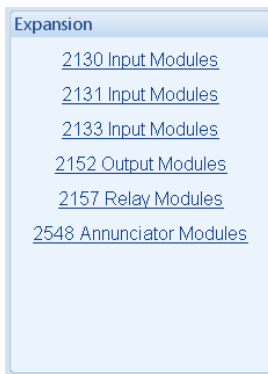 Expansion
2130 Input Modules
2131 Input Modules
2133 Input Modules
2152 Output Modules
2157 Relay Modules
2548 Annunciator Modules